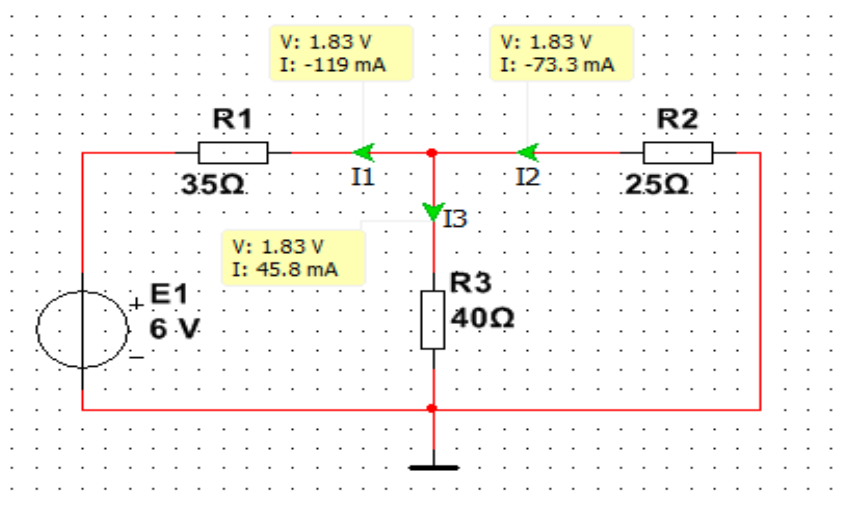 V: 1.83 V
I: -119 mA
V: 1.83 V
I: -73.3 mA
R1
R2
35Ω
I1
I2
25Ω
I3
V: 1.83 V
I: 45.8 mA
R3
40Ω
+
E1
6 V
−